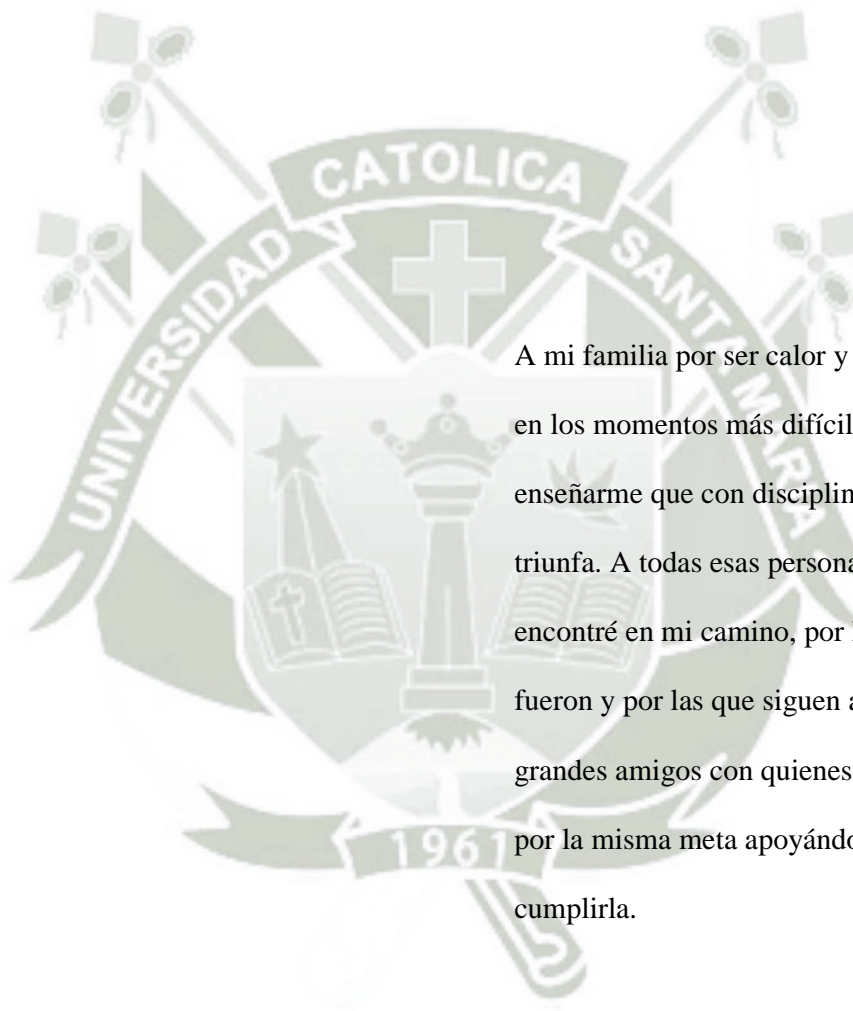 UNIVERSIDAD CATOLICA SANTA MARA
A mi familia por ser calor y
en los momentos más difícil
enseñarme que con disciplin
triunfa. A todas esas persona
encontré en mi camino, por
fueron y por las que siguen a
grandes amigos con quienes
por la misma meta apoyándo
cumplirla.
1961